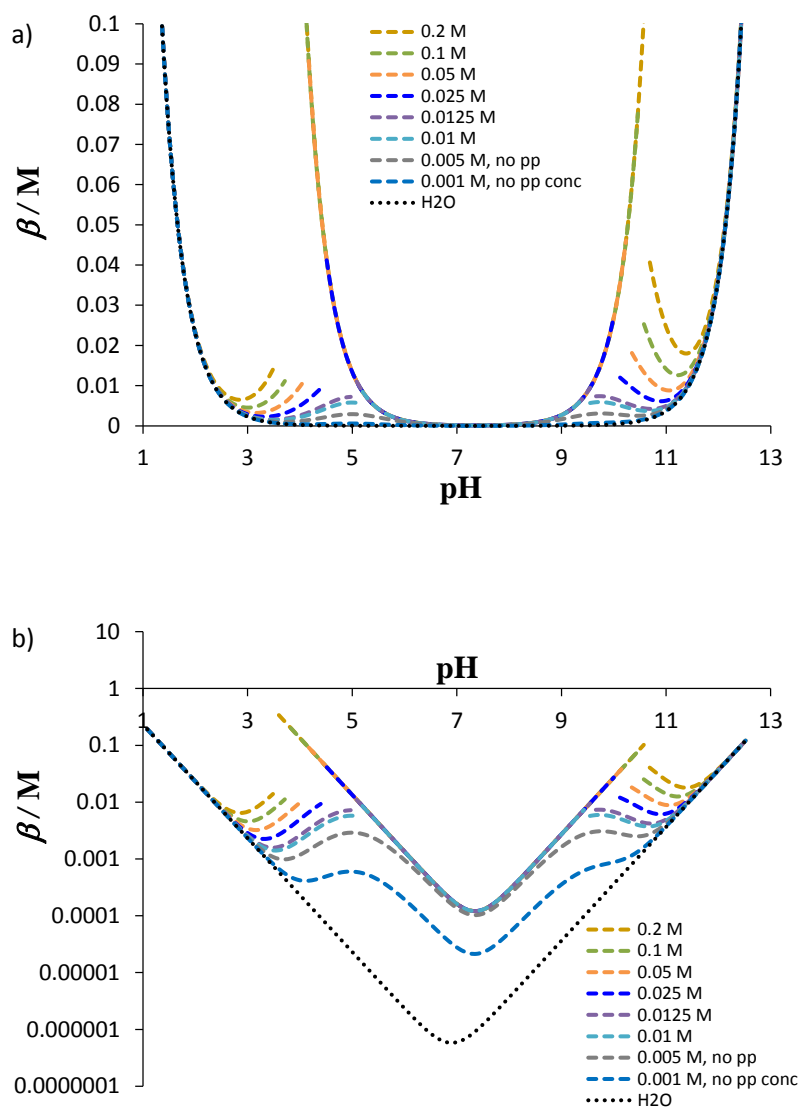 a)
0.1
0.09
0.08
0.07
0.06
0.05
0.04
0.03
0.02
0.01
0
β / M
0.2 M
0.1 M
0.05 M
0.025 M
0.0125 M
0.01 M
0.005 M, no pp
0.001 M, no pp conc
H2O
1 3 5 7 9 11 13
pH
b)
10
1
0.1
0.01
0.001
0.0001
0.00001
0.000001
0.0000001
β / M
pH
1 3 5 7 9 11 13
0.2 M
0.1 M
0.05 M
0.025 M
0.0125 M
0.01 M
0.005 M, no pp
0.001 M, no pp conc
H2O